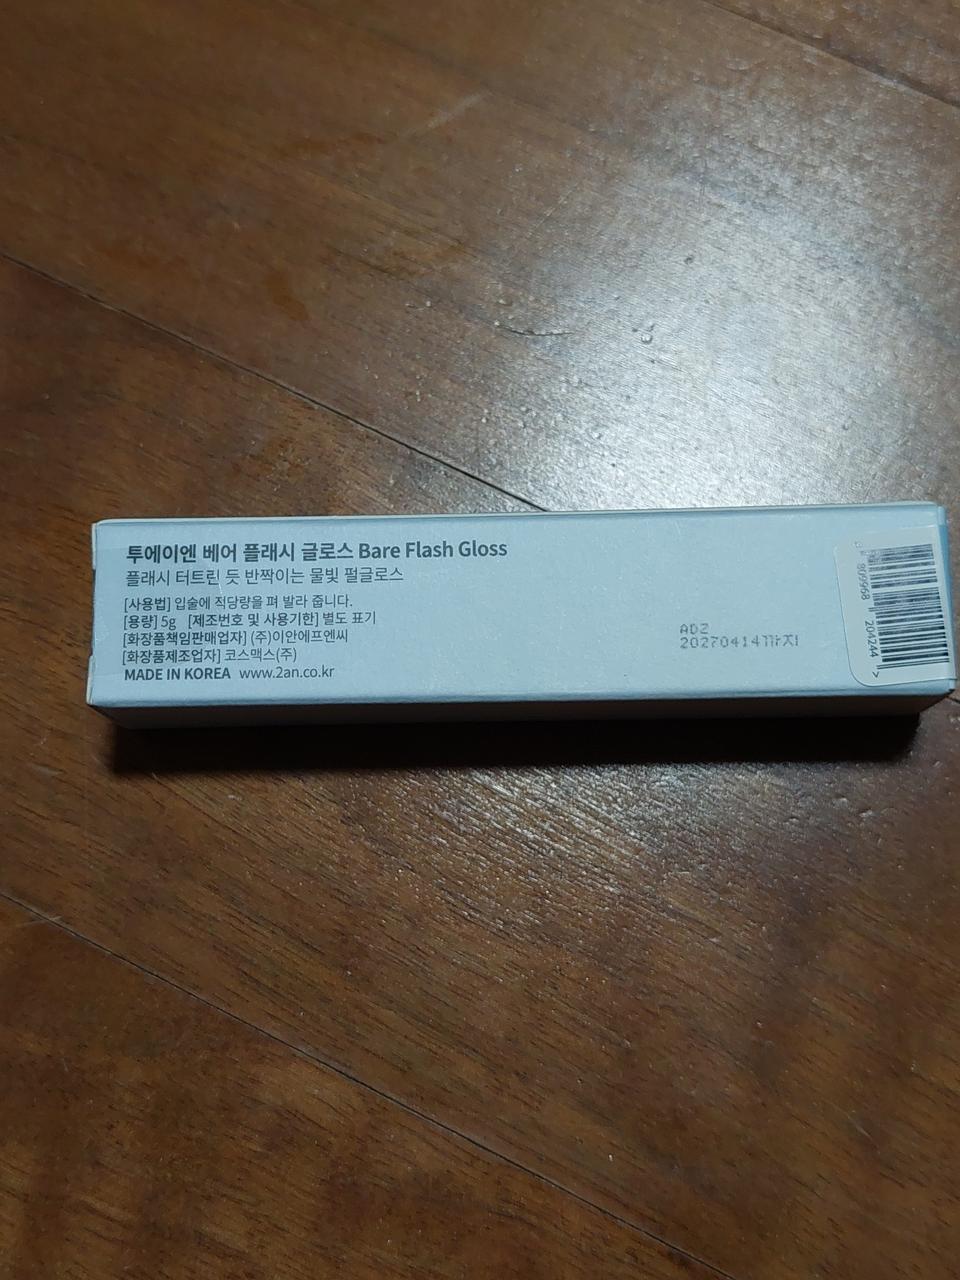 투에이엔 베어 플래시 글로스 Bare Flash Gloss
플래시 터트린 듯 반짝이는 물빛 펄글로스
[사용법] 입술에 적당량을 펴 발라 줍니다.
[용량] 5g [제조번호 및 사용기한] 별도 표기
[화장품책임판매업자] (주)이안에프엔씨
[화장품제조업자] 코스맥스(주)
MADE IN KOREA www.2an.co.kr
ADZ
20270414까지
809968 204244 >